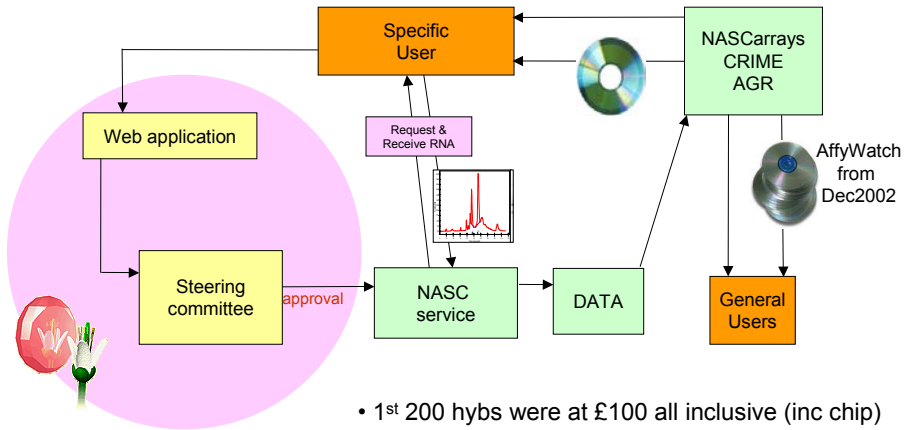 Specific
User
NASCarrays
CRIME
AGR
Web application
Request &
Receive RNA
AffyWatch
from
Dec2002
Steering
committee
approval
NASC
service
DATA
General
Users
• 1st 200 hybs were at £100 all inclusive (inc chip)